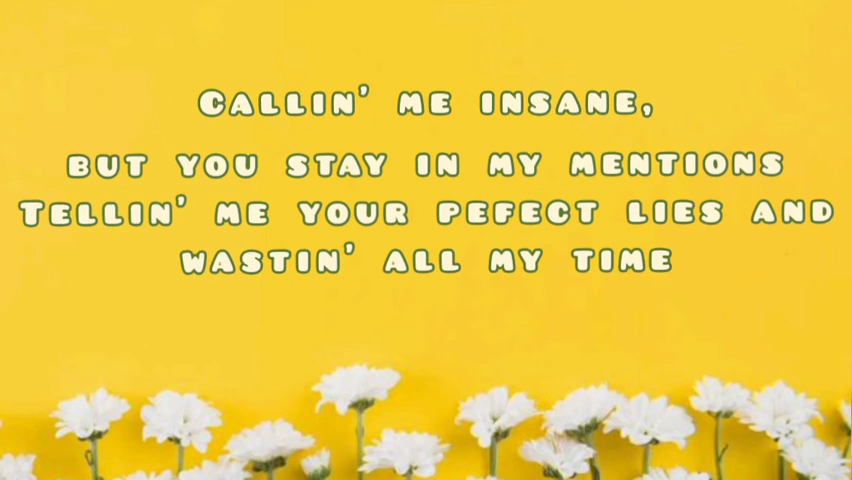 Callin' me insane,
but you stay in my mentions
Tellin' me your pefect lies and
wastin' all my time